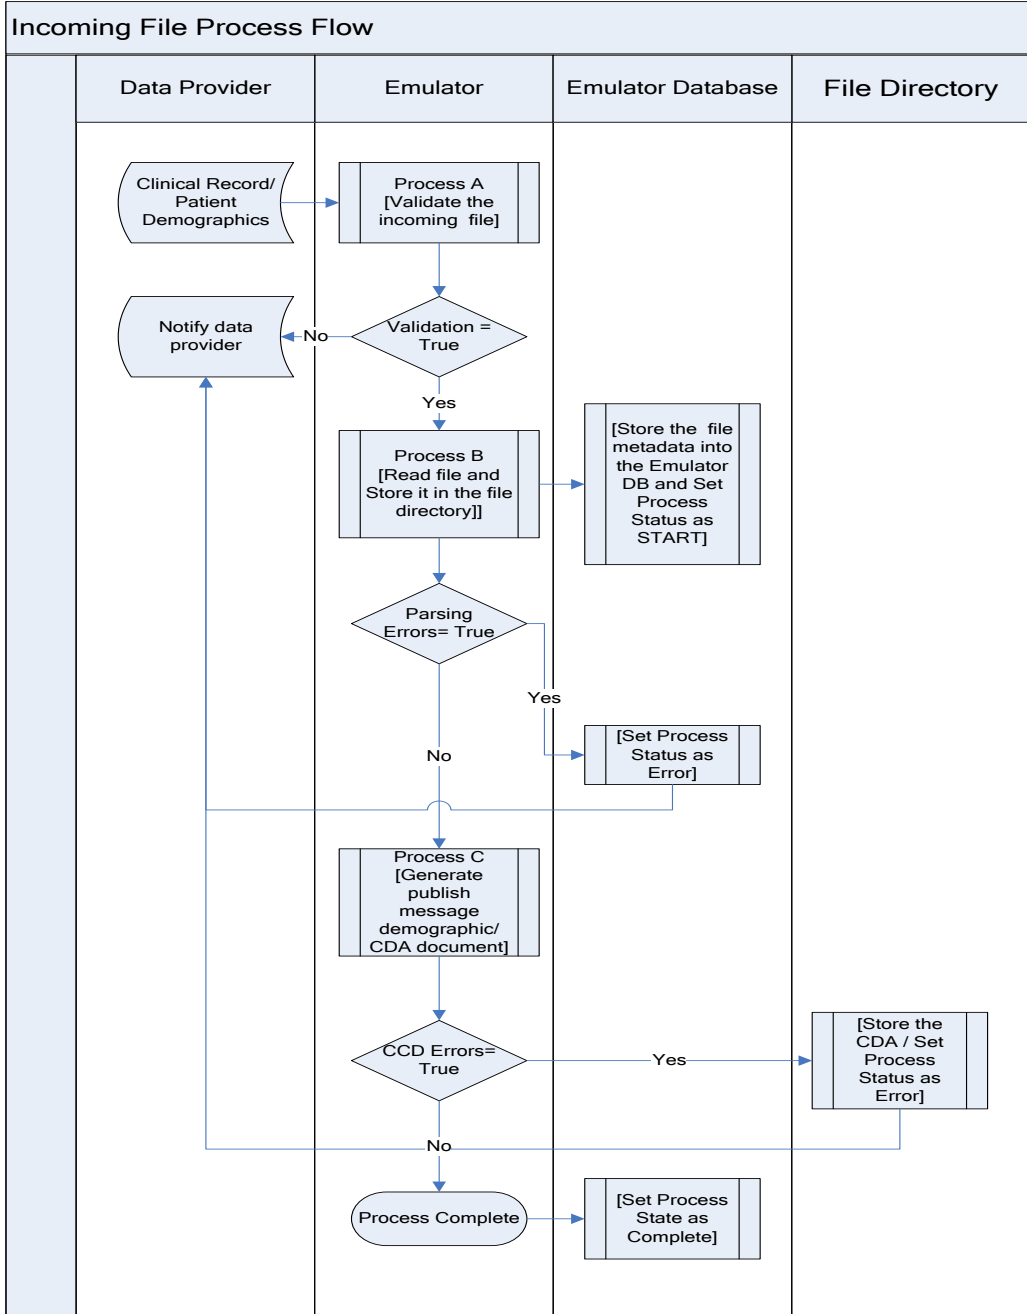 Incoming File Process Flow
Data Provider
Emulator
Emulator Database
File Directory
Clinical Record/
Patient
Demographics
Process A
[Validate the
incoming  file]
Notify data
provider
No
Validation =
True
Yes
Process B
[Read file and
Store it in the file
directory]]
[Store the  file
metadata into
the Emulator
DB and Set
Process
Status as
START]
Parsing
Errors= True
Yes
No
[Set Process
Status as
Error]
Process C
[Generate
publish
message
demographic/
CDA document]
CCD Errors=
True
Yes
[Store the
CDA / Set
Process
Status as
Error]
No
Process Complete
[Set Process
State as
Complete]